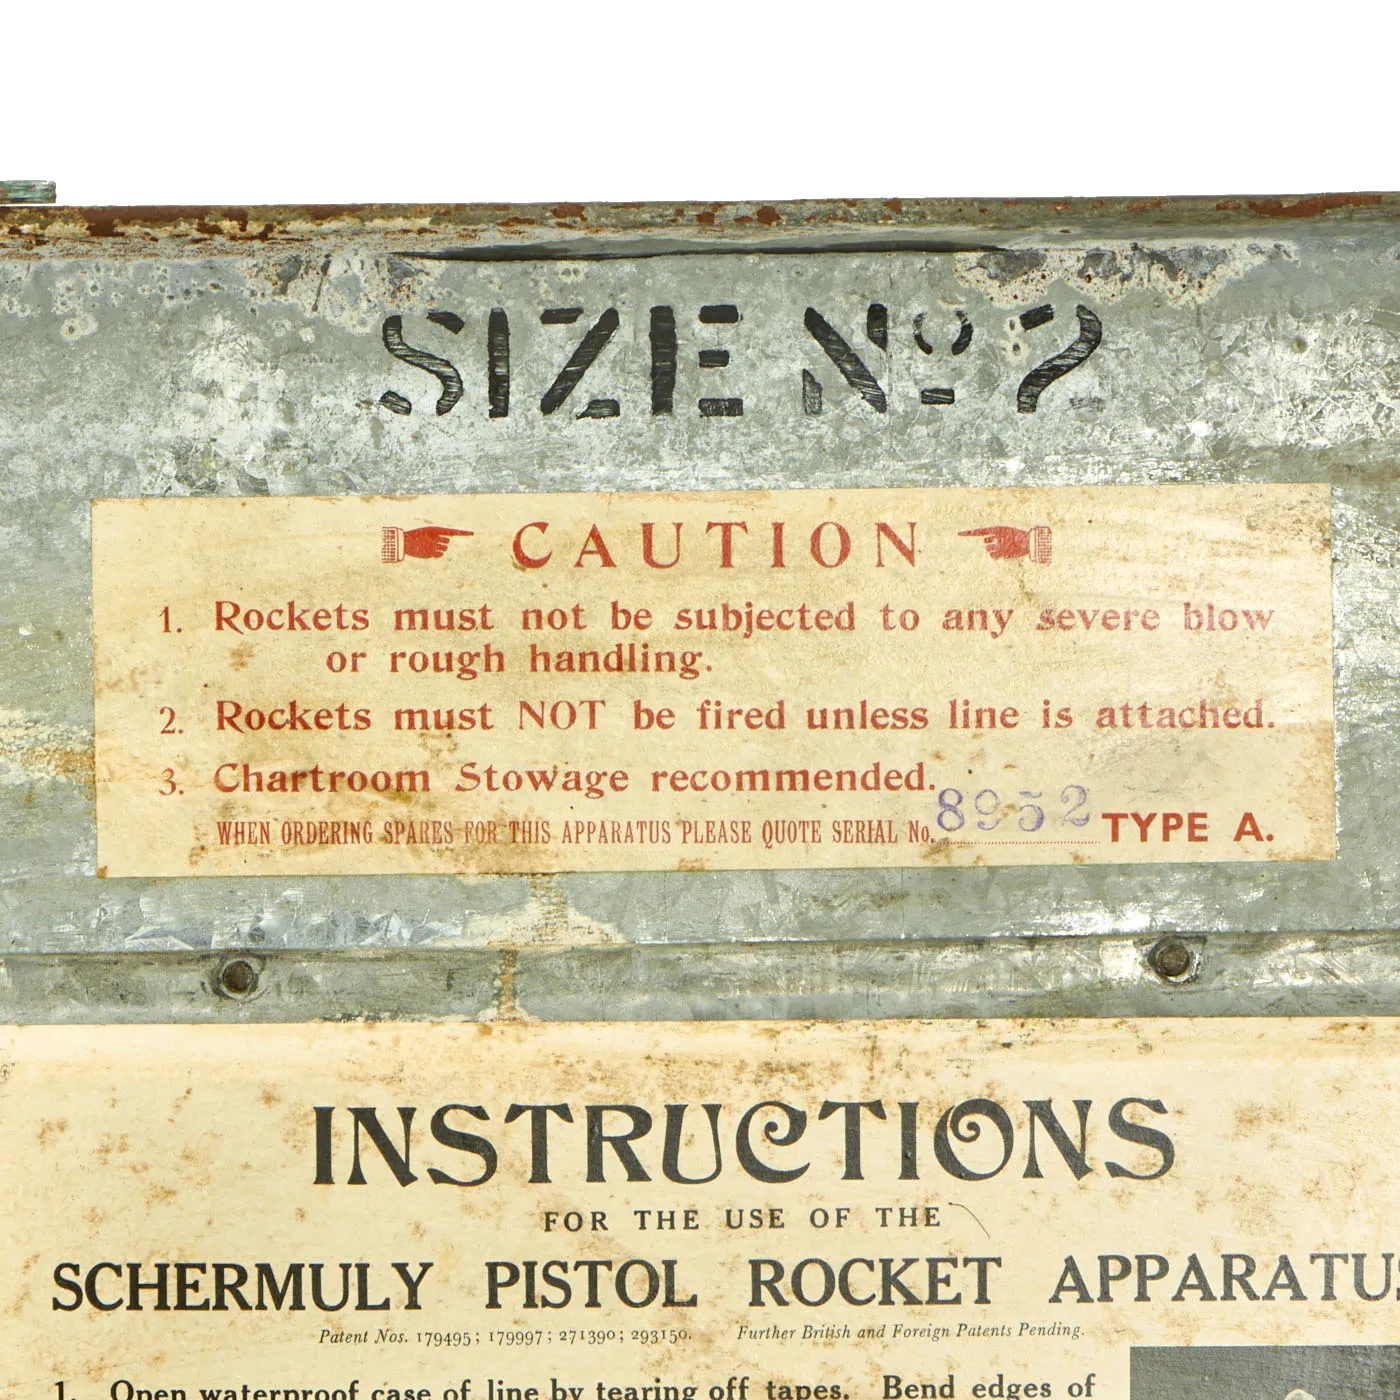 SIZE Nº 2
CAUTION
1. Rockets must not be subjected to any severe blow
or rough handling.
2. Rockets must NOT be fired unless line is attached.
3. Chartroom Stowage recommended.
WHEN ORDERING SPARES FOR THIS APPARATUS PLEASE QUOTE SERIAL No. 8952 TYPE A.
INSTRUCTIONS
FOR THE USE OF THE
SCHERMULY PISTOL ROCKET APPARATUS
Patent Nos. 179495; 179997; 271390; 293150. Further British and Foreign Patents Pending.
1. Open waterproof case of line by tearing off tapes. Bend edges of